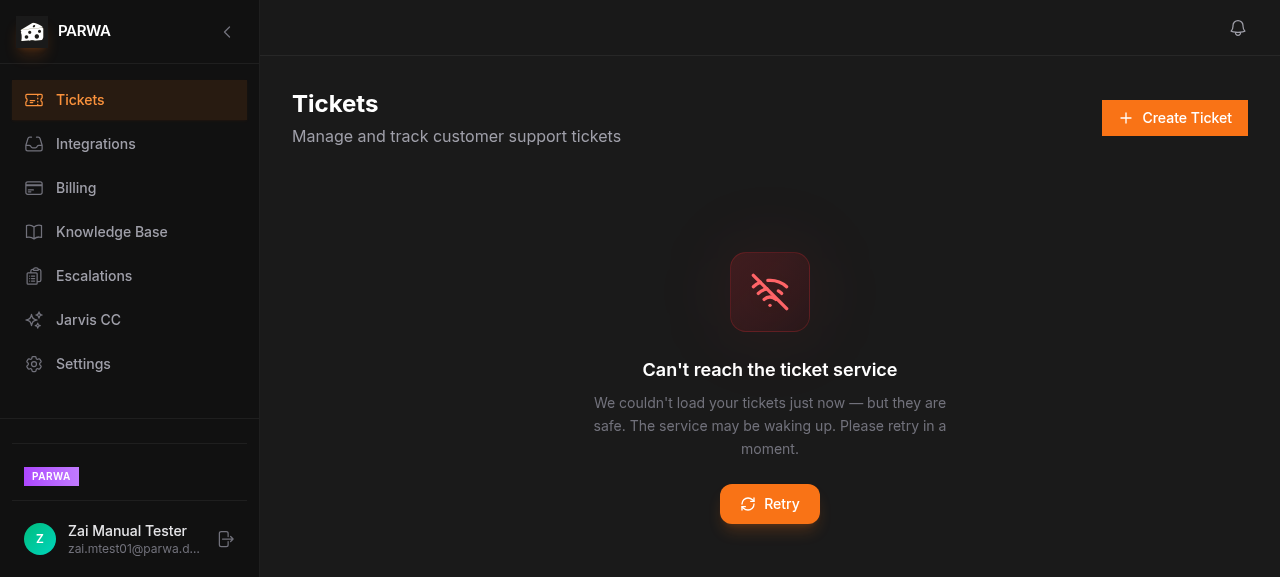 PARWA
Tickets
Integrations
Billing
Knowledge Base
Escalations
Jarvis CC
Settings
PARWA
Z
Zai Manual Tester
zai.mtest01@parwa.d...
Tickets
Manage and track customer support tickets
Create Ticket
Can't reach the ticket service
We couldn't load your tickets just now — but they are
safe. The service may be waking up. Please retry in a
moment.
Retry